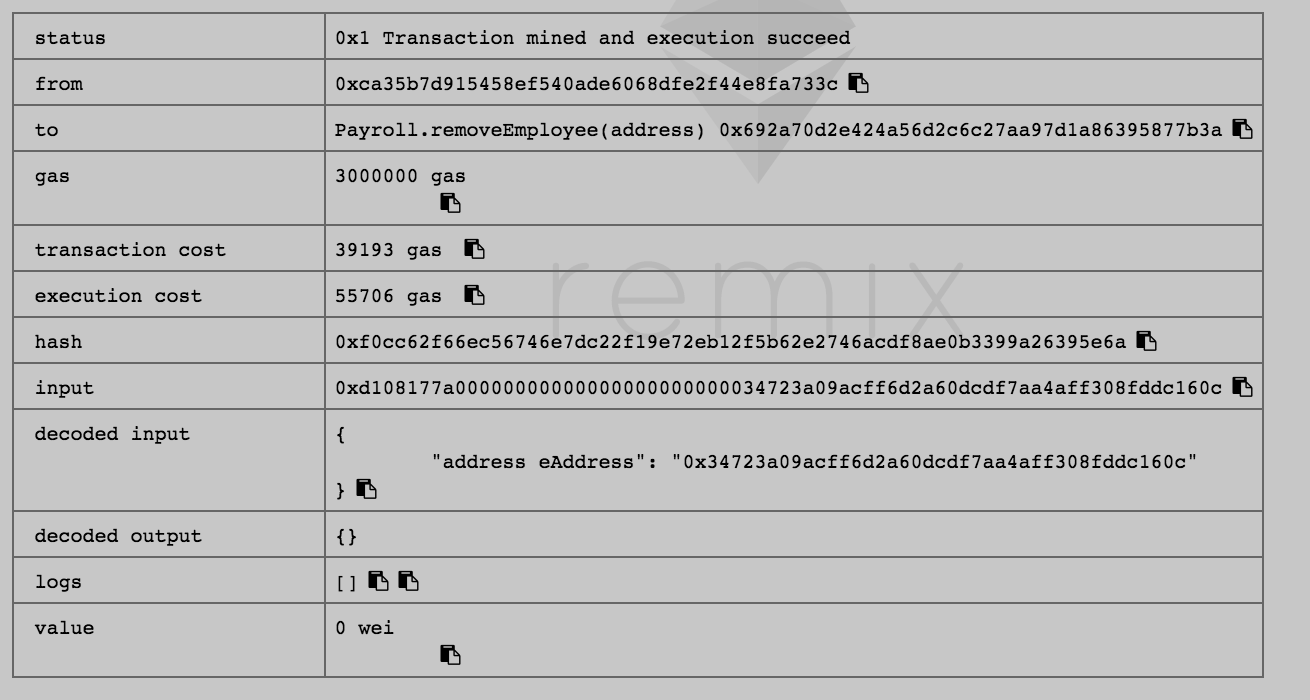 status 0x1 Transaction mined and execution succeed
from 0xca35b7d915458ef540ade6068dfe2f44e8fa733c
to Payroll.removeEmployee(address) 0x692a70d2e424a56d2c6c27aa97d1a86395877b3a
gas 3000000 gas
transaction cost 39193 gas
execution cost 55706 gas
hash 0xf0cc62f66ec56746e7dc22f19e72eb12f5b62e2746acdf8ae0b3399a26395e6a
input 0xd108177a00000000000000000000000034723a09acff6d2a60dcdf7aa4aff308fddc160c
decoded input {
"address eAddress": "0x34723a09acff6d2a60dcdf7aa4aff308fddc160c"
}
decoded output {}
logs []
value 0 wei
remix